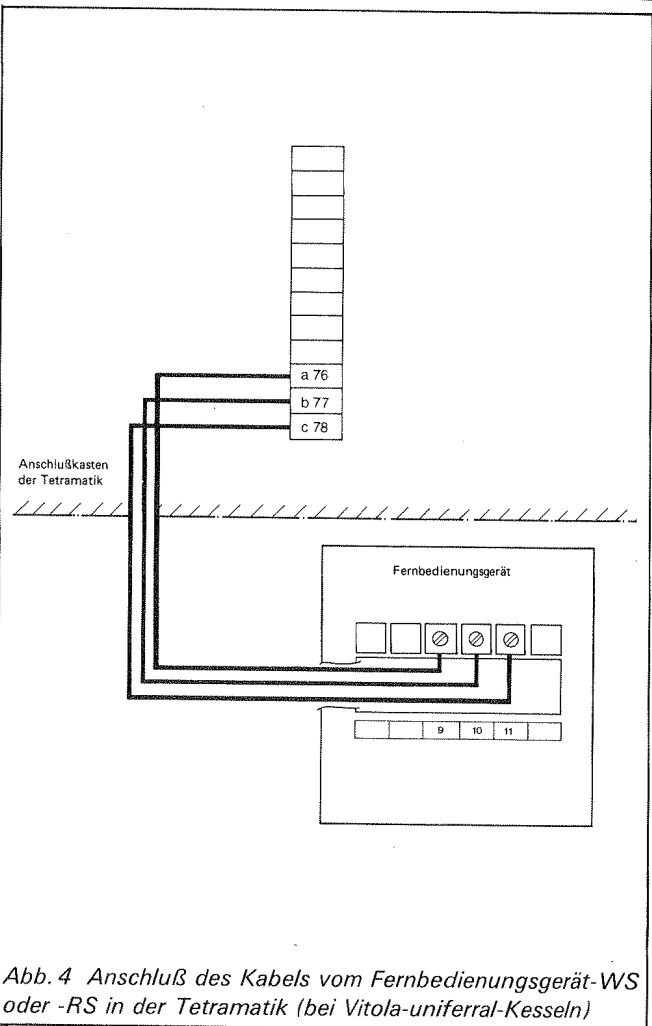 a 76
b 77
c 78
Anschlußkasten
der Tetramatik
Fernbedienungsgerät
9 10 11
Abb. 4 Anschluß des Kabels vom Fernbedienungsgerät-WS
oder -RS in der Tetramatik (bei Vitola-uniferral-Kesseln)